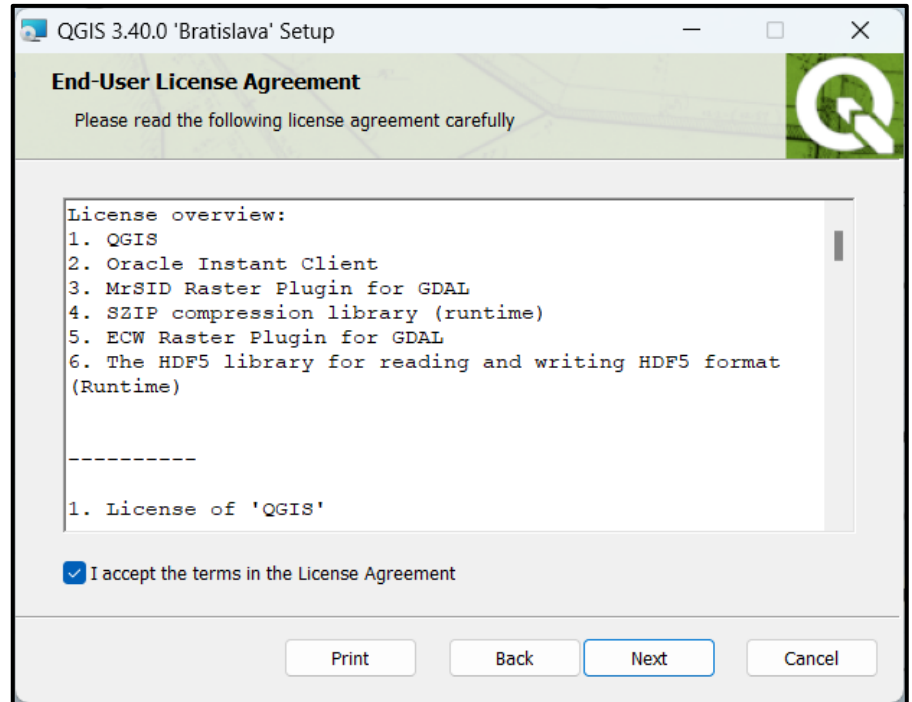 QGIS 3.40.0 'Bratislava' Setup
End-User License Agreement
Please read the following license agreement carefully
License overview:
1. QGIS
2. Oracle Instant Client
3. MrSID Raster Plugin for GDAL
4. SZIP compression library (runtime)
5. ECW Raster Plugin for GDAL
6. The HDF5 library for reading and writing HDF5 format
(Runtime)
----------
1. License of 'QGIS'
I accept the terms in the License Agreement
Print Back Next Cancel